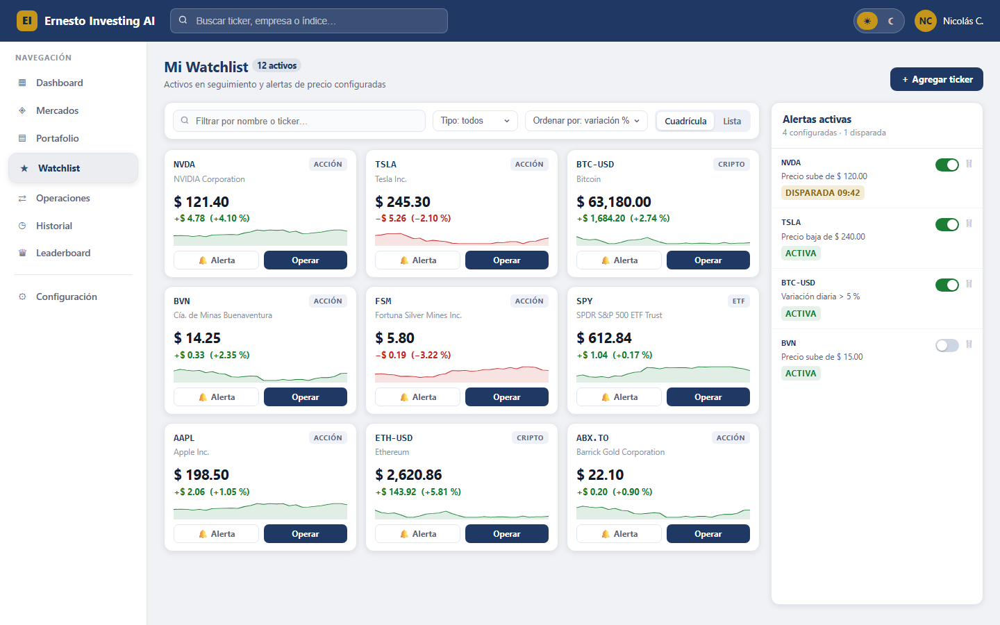 EI Ernesto Investing AI
Buscar ticker, empresa o índice...
NC Nicolás C.
NAVEGACIÓN
Dashboard
Mercados
Portafolio
Watchlist
Operaciones
Historial
Leaderboard
Configuración
Mi Watchlist 12 activos
Activos en seguimiento y alertas de precio configuradas
+ Agregar ticker
Filtrar por nombre o ticker...
Tipo: todos
Ordenar por: variación %
Cuadrícula
Lista
NVDA ACCIÓN
NVIDIA Corporation
$ 121.40
+$ 4.78 (+4.10 %)
Alerta Operar
TSLA ACCIÓN
Tesla Inc.
$ 245.30
−$ 5.26 (−2.10 %)
Alerta Operar
BTC-USD CRIPTO
Bitcoin
$ 63,180.00
+$ 1,684.20 (+2.74 %)
Alerta Operar
BVN ACCIÓN
Cía. de Minas Buenaventura
$ 14.25
+$ 0.33 (+2.35 %)
Alerta Operar
FSM ACCIÓN
Fortuna Silver Mines Inc.
$ 5.80
−$ 0.19 (−3.22 %)
Alerta Operar
SPY ETF
SPDR S&P 500 ETF Trust
$ 612.84
+$ 1.04 (+0.17 %)
Alerta Operar
AAPL ACCIÓN
Apple Inc.
$ 198.50
+$ 2.06 (+1.05 %)
Alerta Operar
ETH-USD CRIPTO
Ethereum
$ 2,620.86
+$ 143.92 (+5.81 %)
Alerta Operar
ABX.TO ACCIÓN
Barrick Gold Corporation
$ 22.10
+$ 0.20 (+0.90 %)
Alerta Operar
Alertas activas
4 configuradas · 1 disparada
NVDA
Precio sube de $ 120.00
DISPARADA 09:42
TSLA
Precio baja de $ 240.00
ACTIVA
BTC-USD
Variación diaria > 5 %
ACTIVA
BVN
Precio sube de $ 15.00
ACTIVA